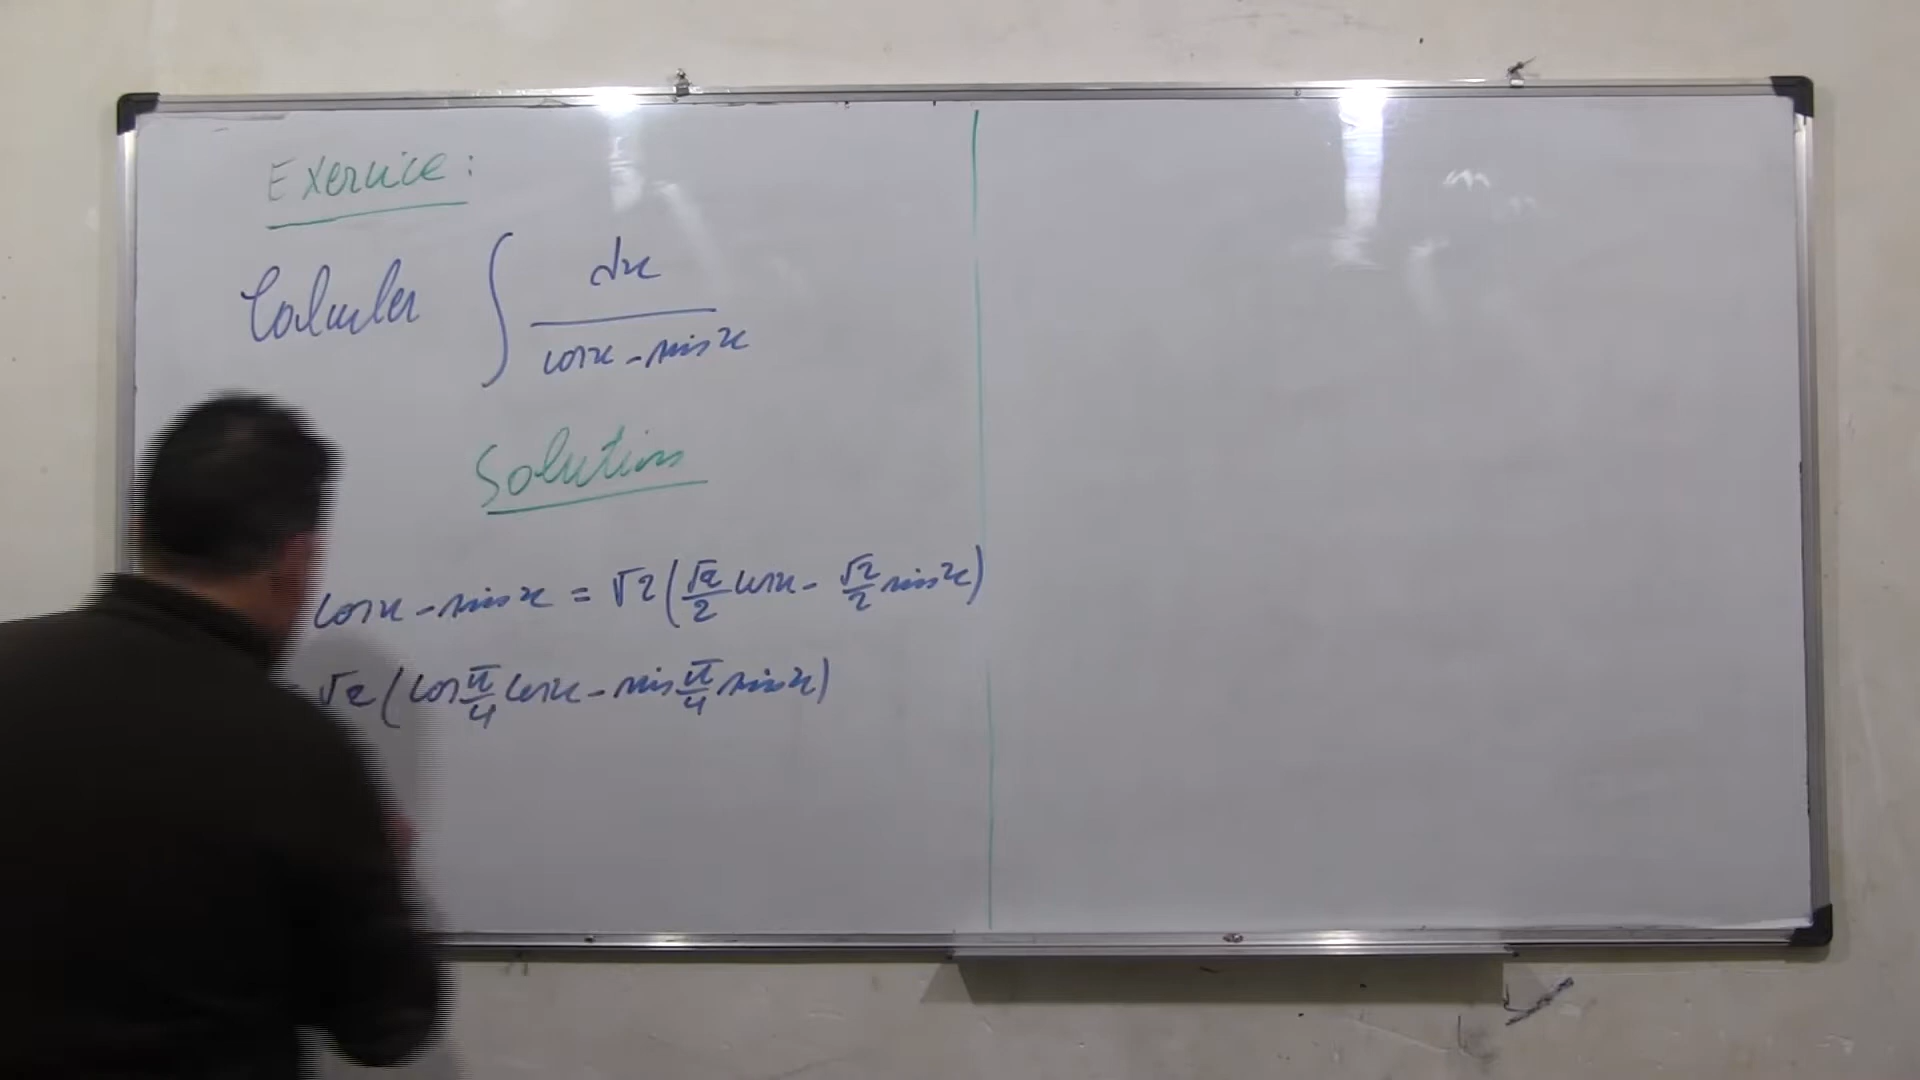 Exercice :
Calculer ∫ dx / (cos x - sin x)
Solution
cos x - sin x = √2 ( √2/2 cos x - √2/2 sin x )
= √2 ( cos π/4 cos x - sin π/4 sin x )